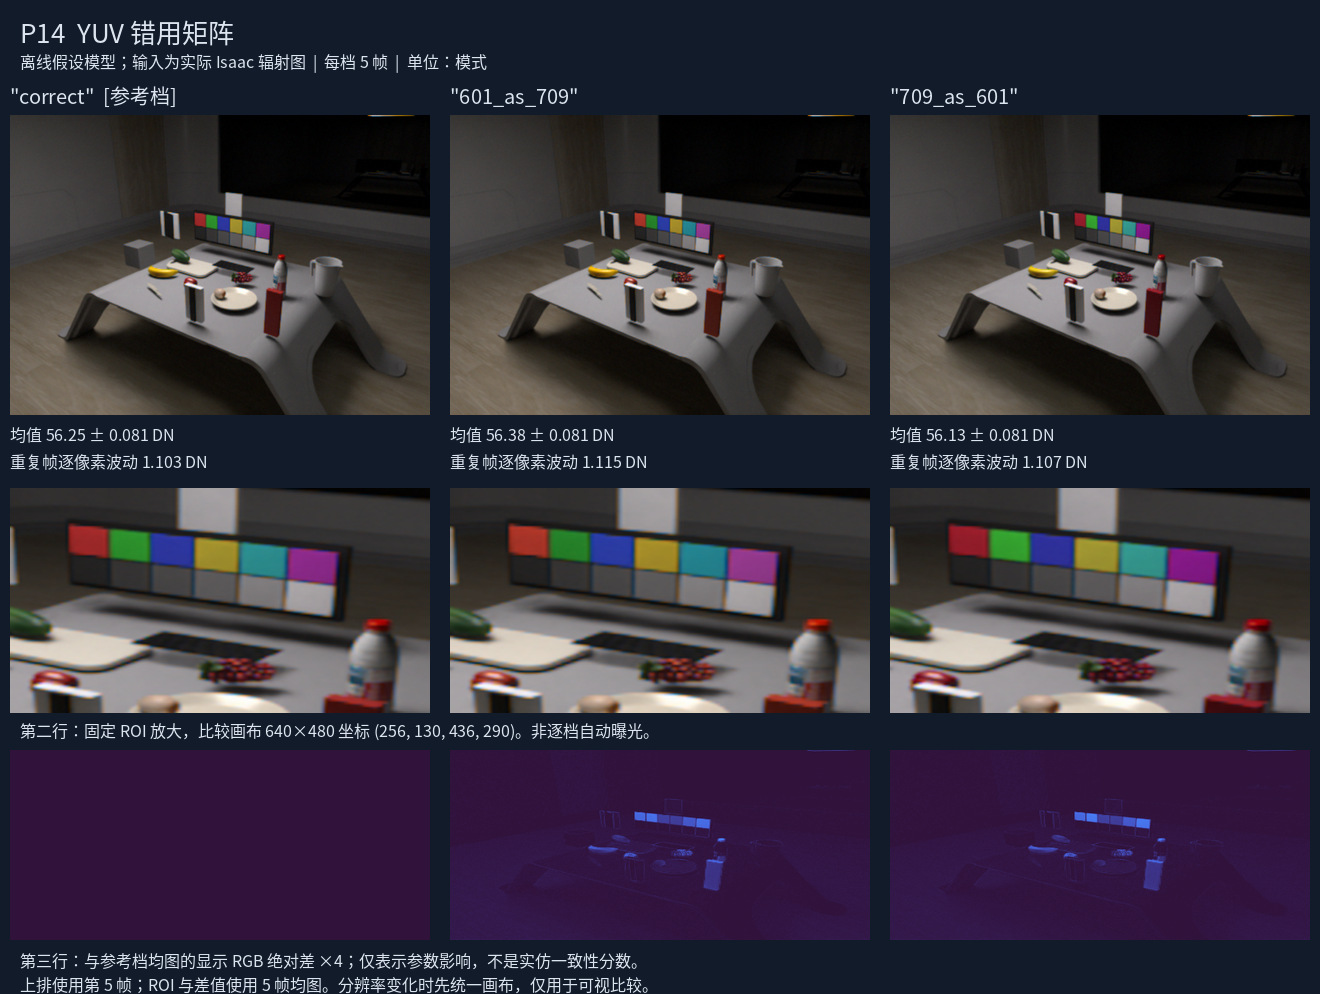 P14 YUV 错用矩阵
离线假设模型；输入为实际 Isaac 辐射图 | 每档 5 帧 | 单位：模式
"correct" [参考档]
"601_as_709"
"709_as_601"
均值 56.25 ± 0.081 DN
重复帧逐像素波动 1.103 DN
均值 56.38 ± 0.081 DN
重复帧逐像素波动 1.115 DN
均值 56.13 ± 0.081 DN
重复帧逐像素波动 1.107 DN
第二行：固定 ROI 放大，比较画布 640×480 坐标 (256, 130, 436, 290)。非逐档自动曝光。
第三行：与参考档均图的显示 RGB 绝对差 ×4；仅表示参数影响，不是实仿一致性分数。
上排使用第 5 帧；ROI 与差值使用 5 帧均图。分辨率变化时先统一画布，仅用于可视比较。